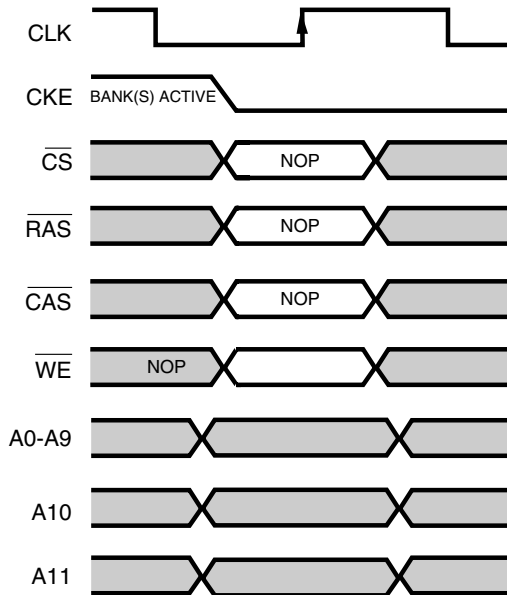 CLK
CKE BANK(S) ACTIVE
CS NOP
RAS NOP
CAS NOP
WE NOP
A0-A9
A10
A11